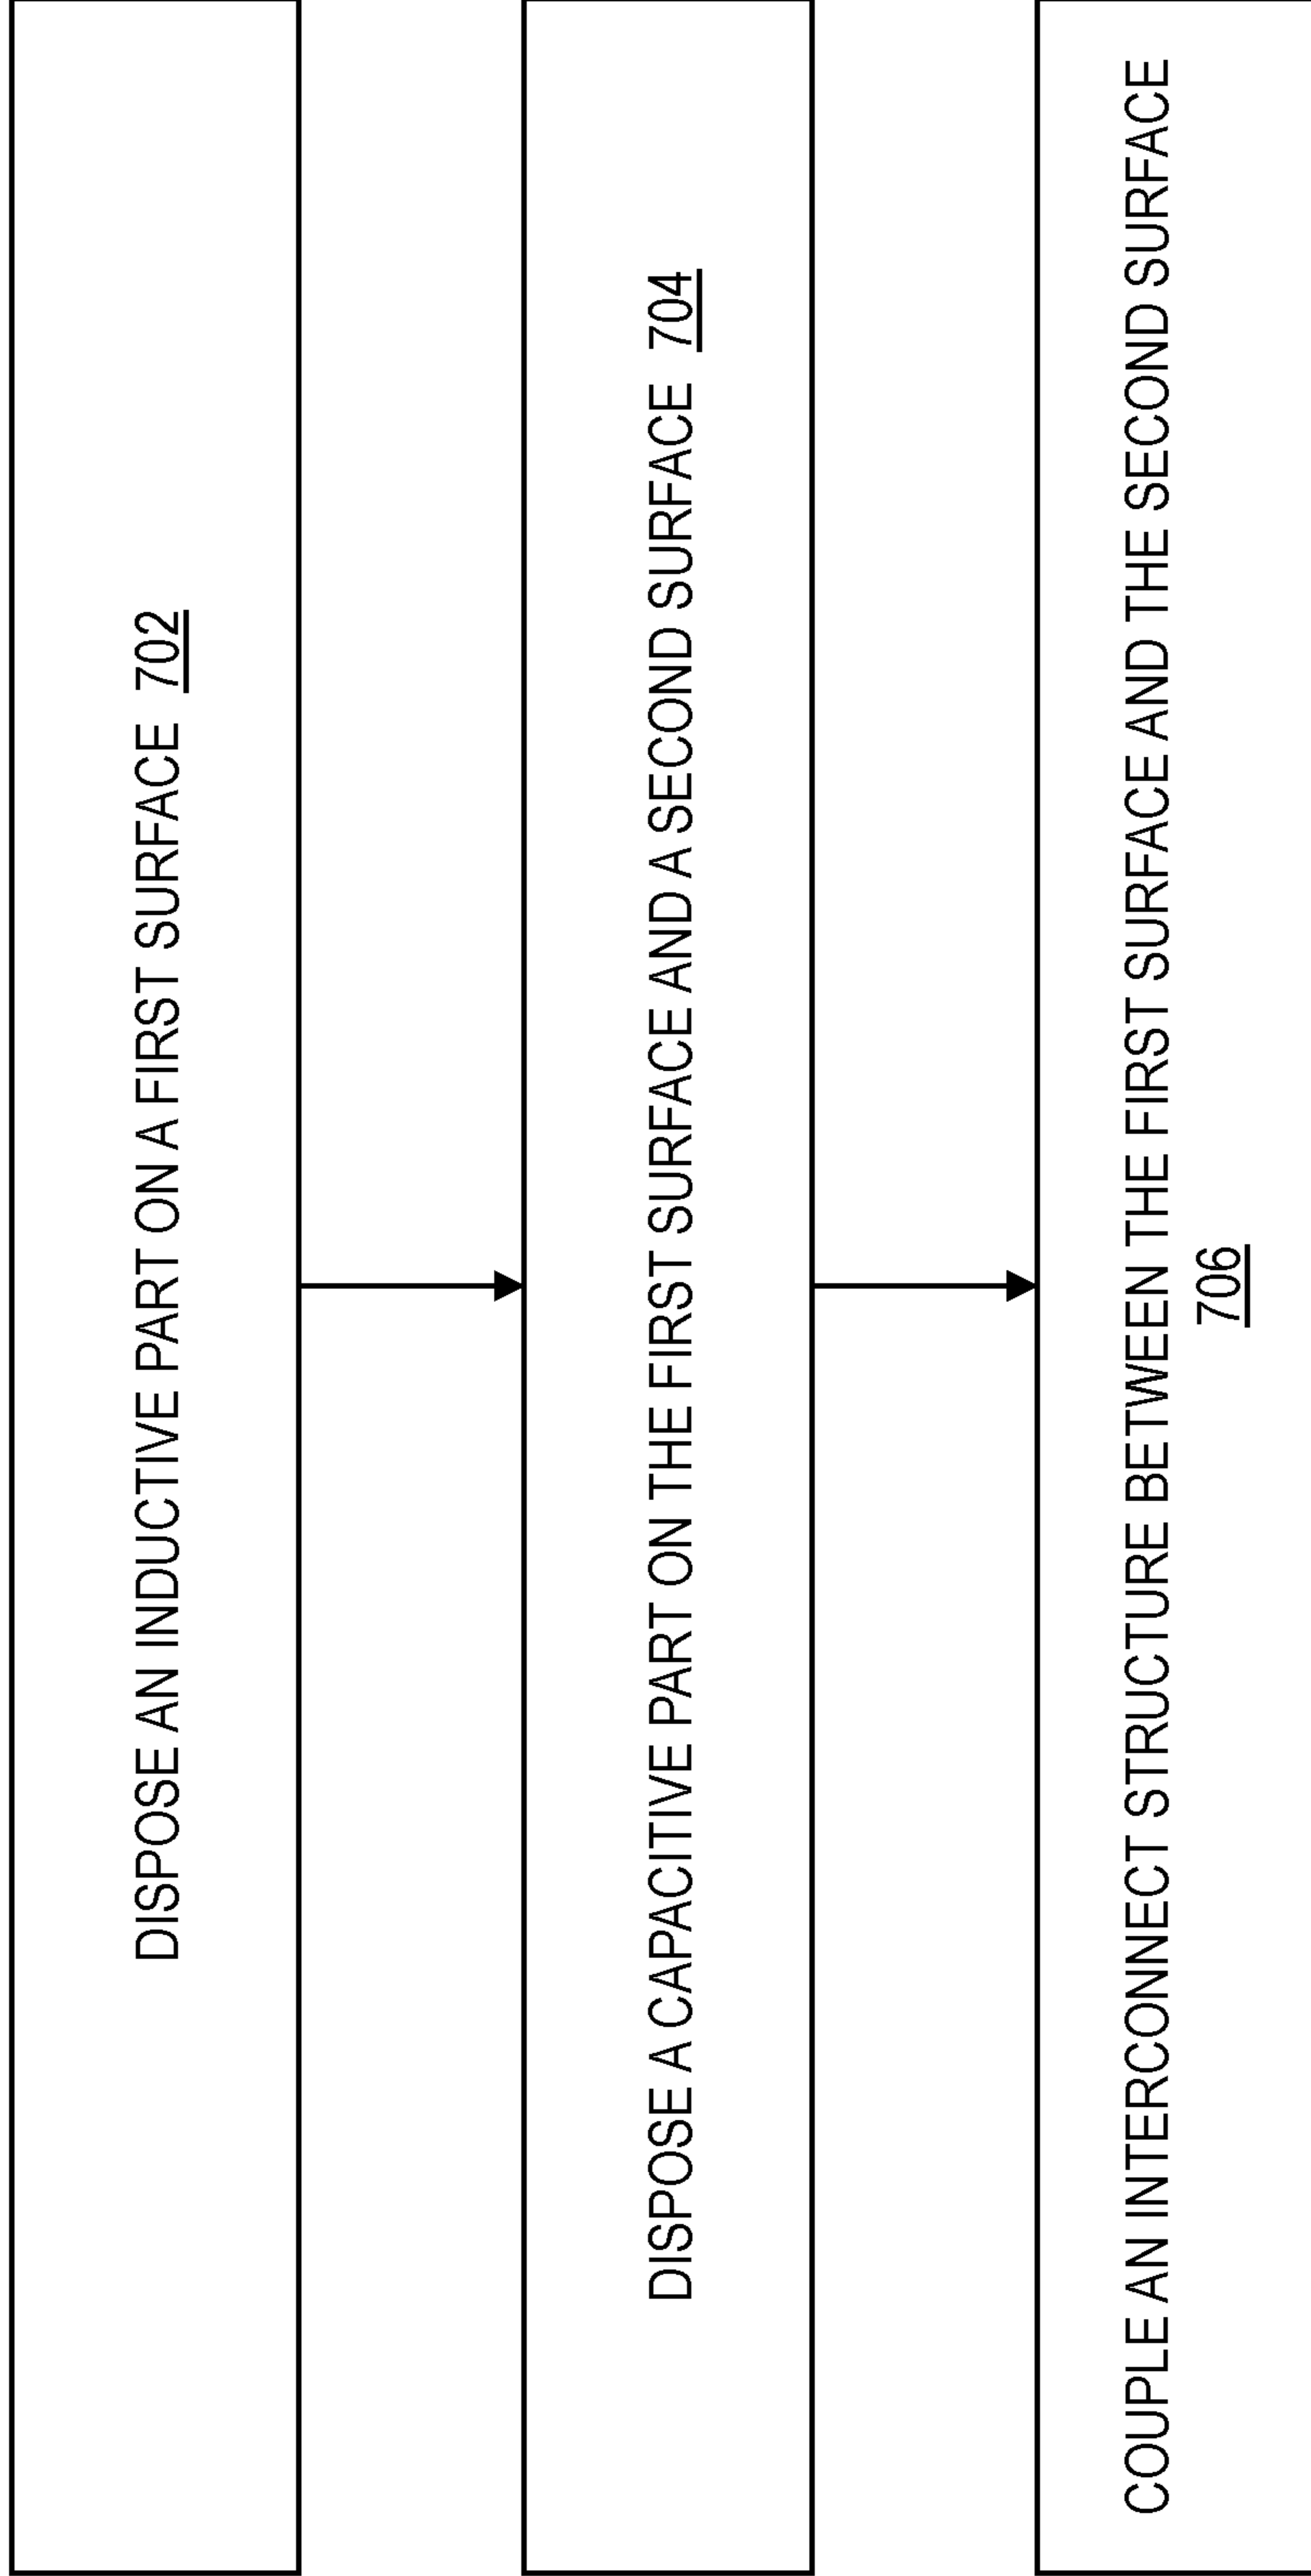 DISPOSE AN INDUCTIVE PART ON A FIRST SURFACE 702
DISPOSE A CAPACITIVE PART ON THE FIRST SURFACE AND A SECOND SURFACE 704
COUPLE AN INTERCONNECT STRUCTURE BETWEEN THE FIRST SURFACE AND THE SECOND SURFACE
706